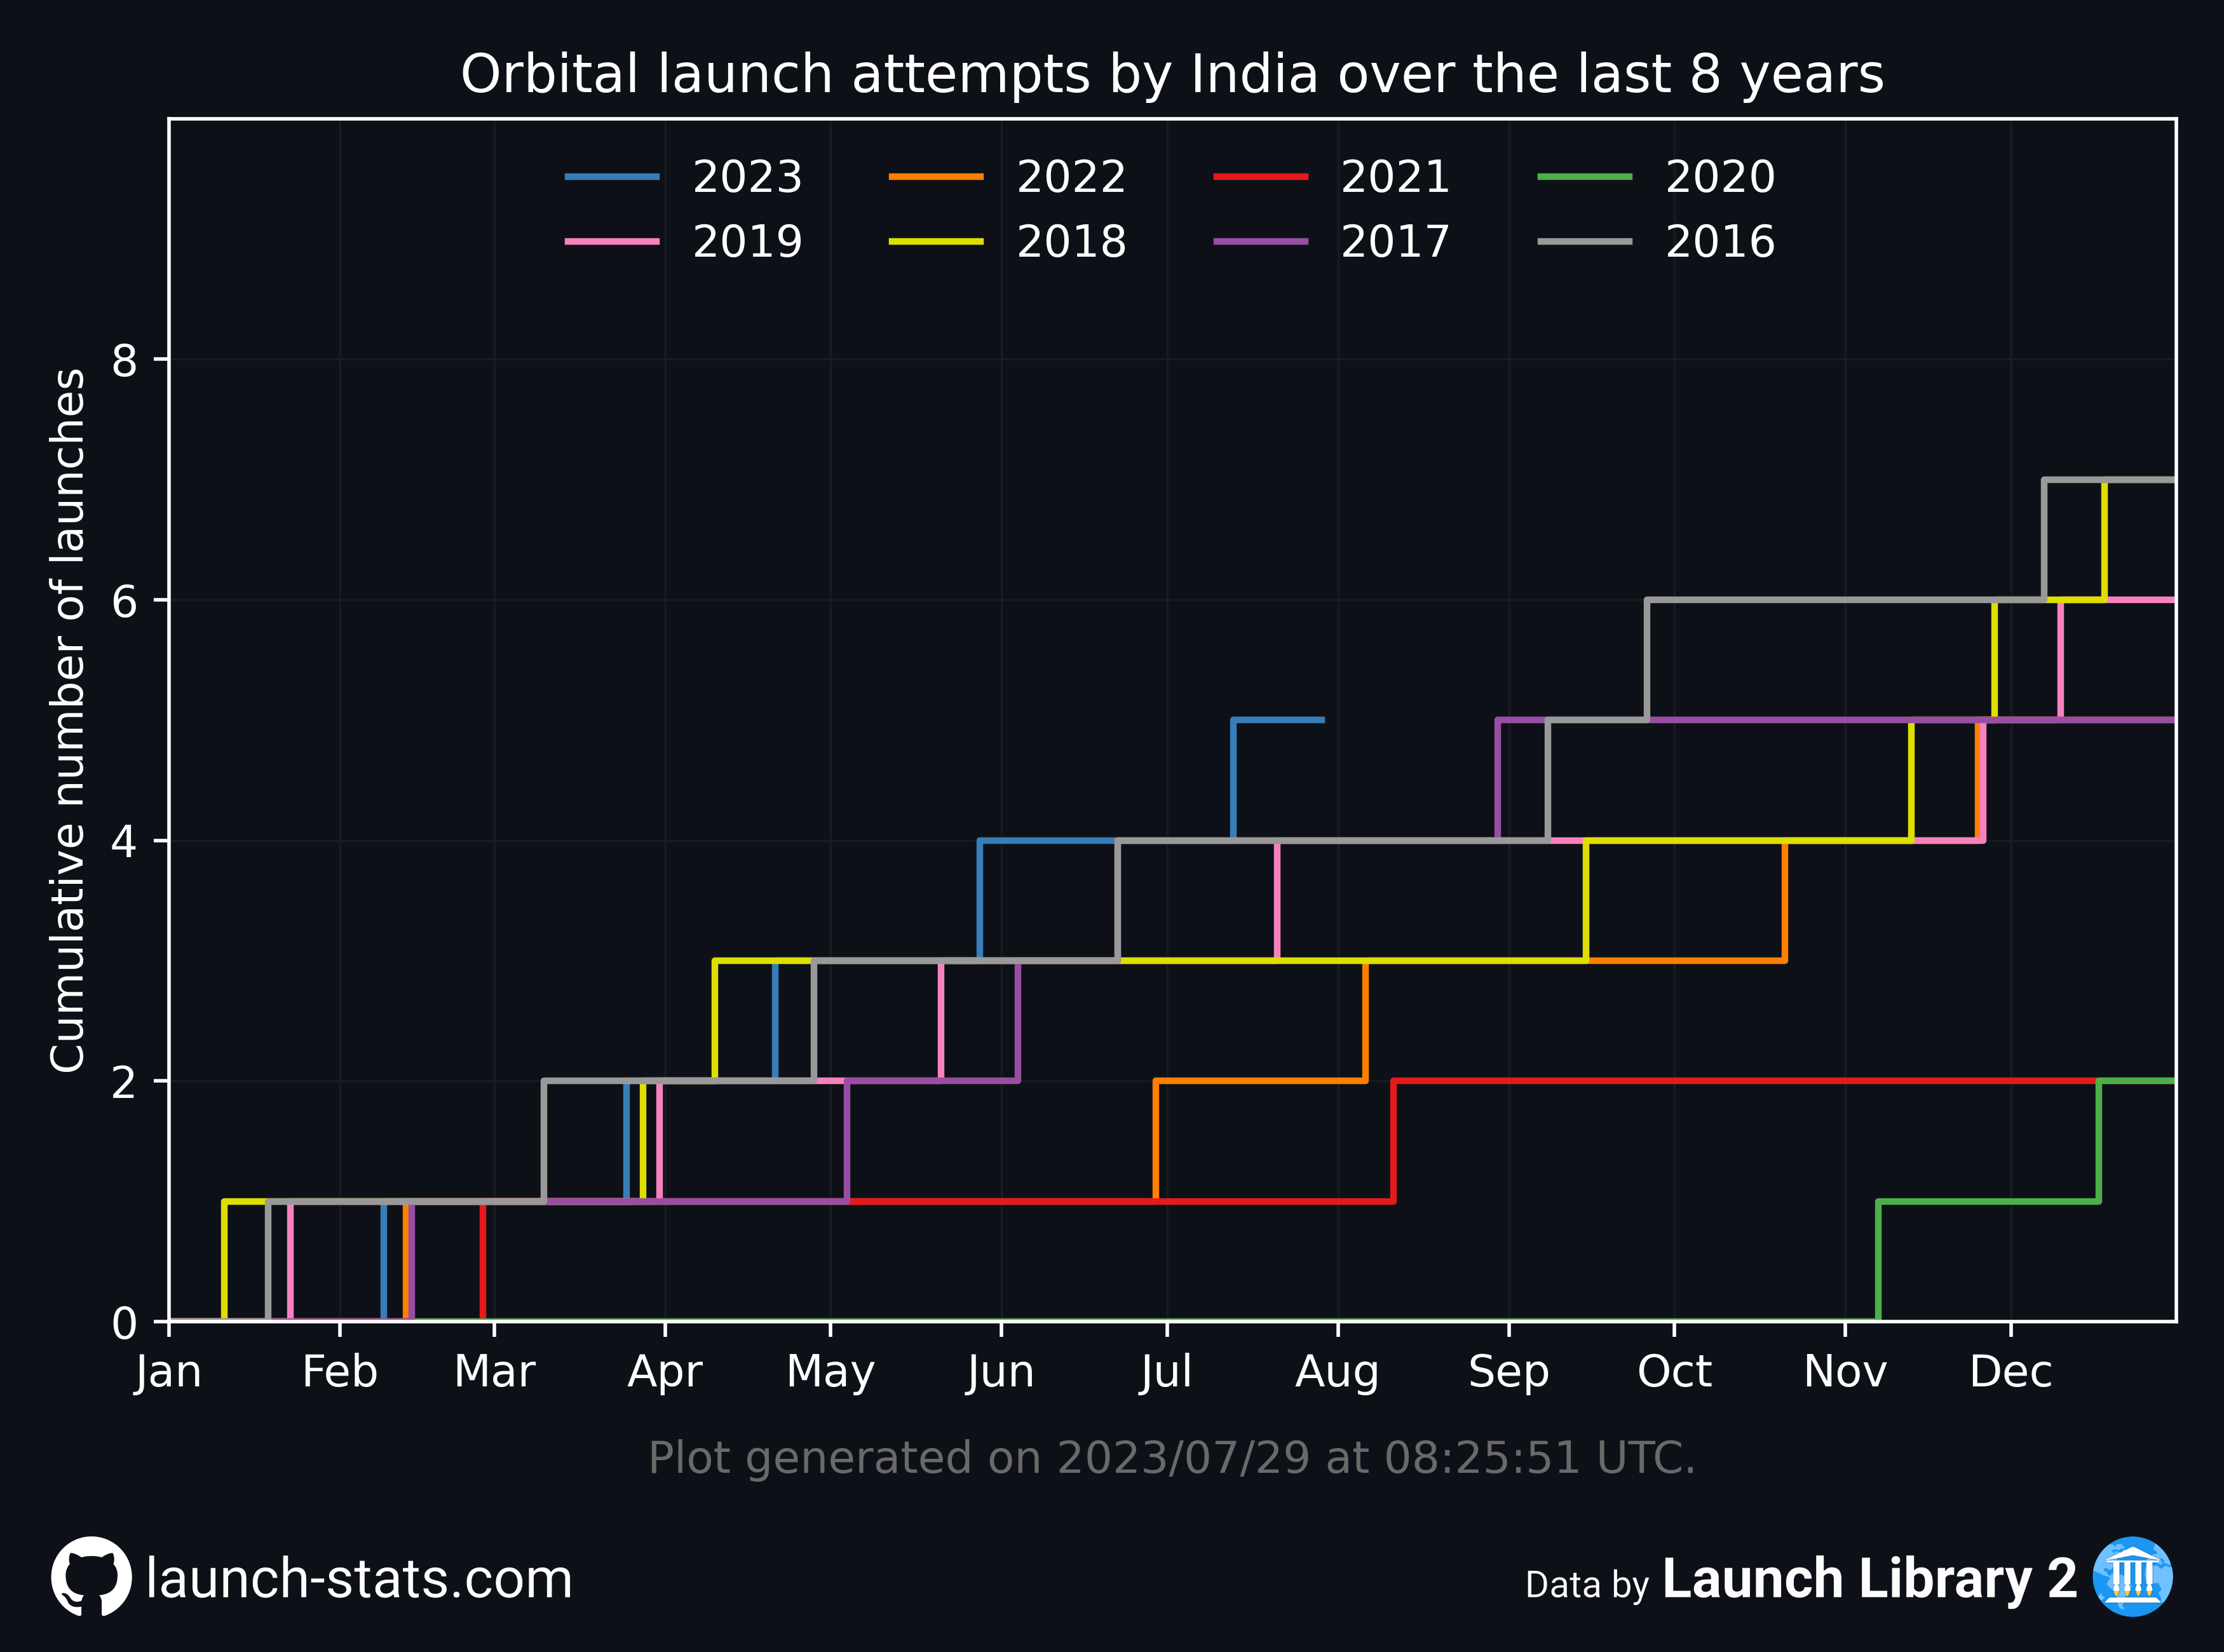 Orbital launch attempts by India over the last 8 years
2023 2022 2021 2020
2019 2018 2017 2016
Cumulative number of launches
8
6
4
2
0
Jan Feb Mar Apr May Jun Jul Aug Sep Oct Nov Dec
Plot generated on 2023/07/29 at 08:25:51 UTC.
launch-stats.com
Data by Launch Library 2